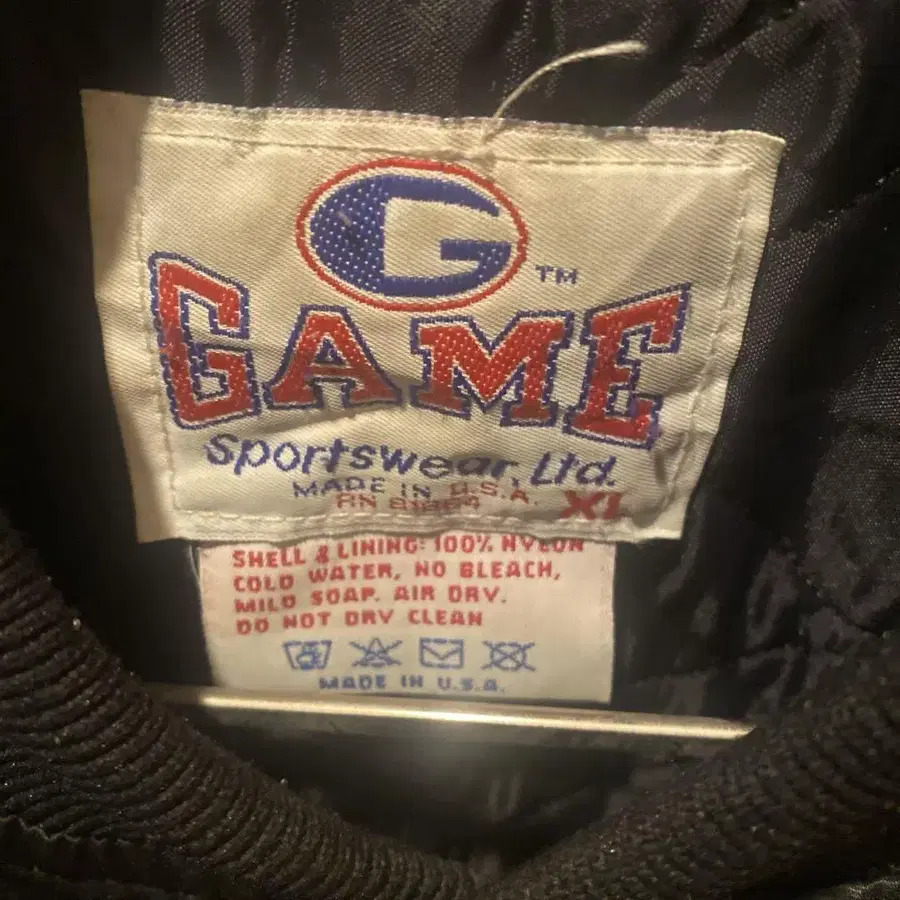 G
TM
GAME
Sportswear, Ltd.
MADE IN U.S.A.
RN XL
SHELL & LINING: 100% NYLON
COLD WATER, NO BLEACH,
MILD SOAP. AIR DRY.
DO NOT DRY CLEAN
MADE IN U.S.A.